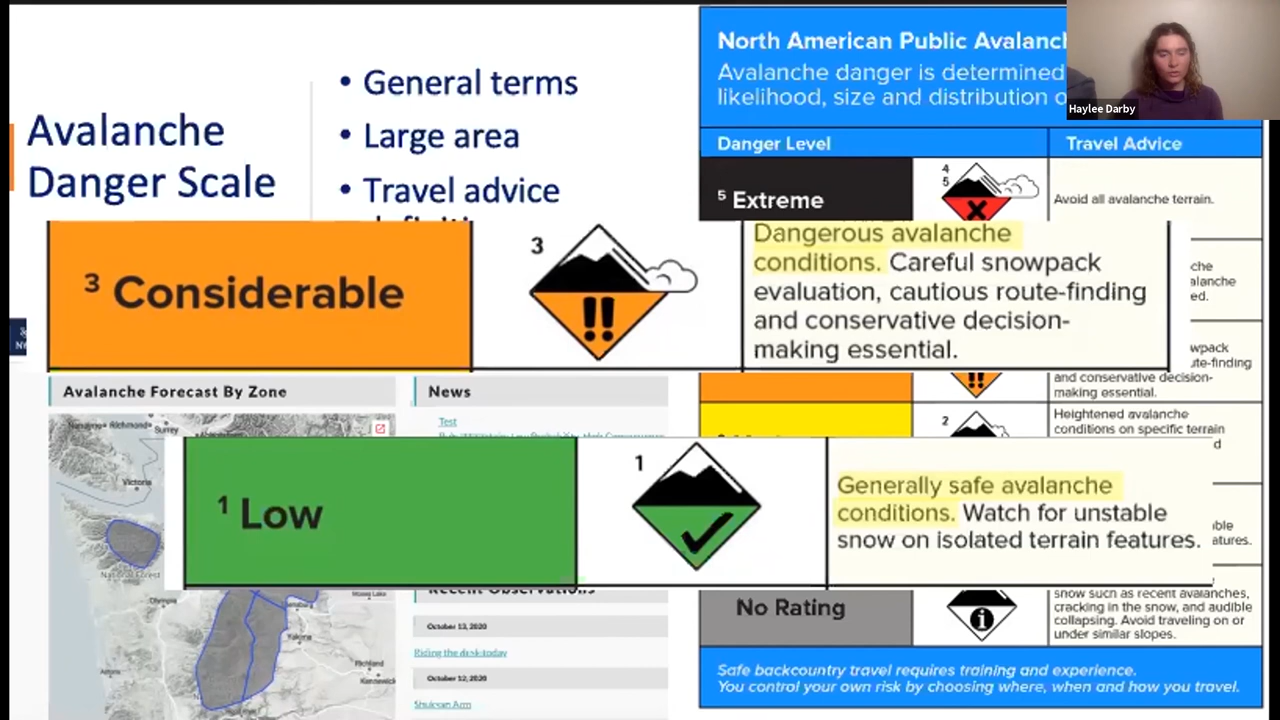 Avalanche
Danger Scale
• General terms
• Large area
• Travel advice
North American Public Avalanch
Avalanche danger is determined
likelihood, size and distribution o
Haylee Darby
Danger Level
Travel Advice
5 Extreme
4
5
Avoid all avalanche terrain.
3 Considerable
3
Dangerous avalanche
conditions. Careful snowpack
evaluation, cautious route-finding
and conservative decision-
making essential.
che
alanche
ed.
wpack
ute-finding
and conservative decision-
making essential.
Avalanche Forecast By Zone
News
Test
2
Heightened avalanche
conditions on specific terrain
Richmond
Surrey
Victoria
1 Low
1
Generally safe avalanche
conditions. Watch for unstable
snow on isolated terrain features.
ble
atures.
National Forest
Olympia
Yakima
Richland
Recent Observations
October 13, 2020
Riding the desk today
October 12, 2020
Shuksan Arm
No Rating
snow such as recent avalanches,
cracking in the snow, and audible
collapsing. Avoid traveling on or
under similar slopes.
Safe backcountry travel requires training and experience.
You control your own risk by choosing where, when and how you travel.